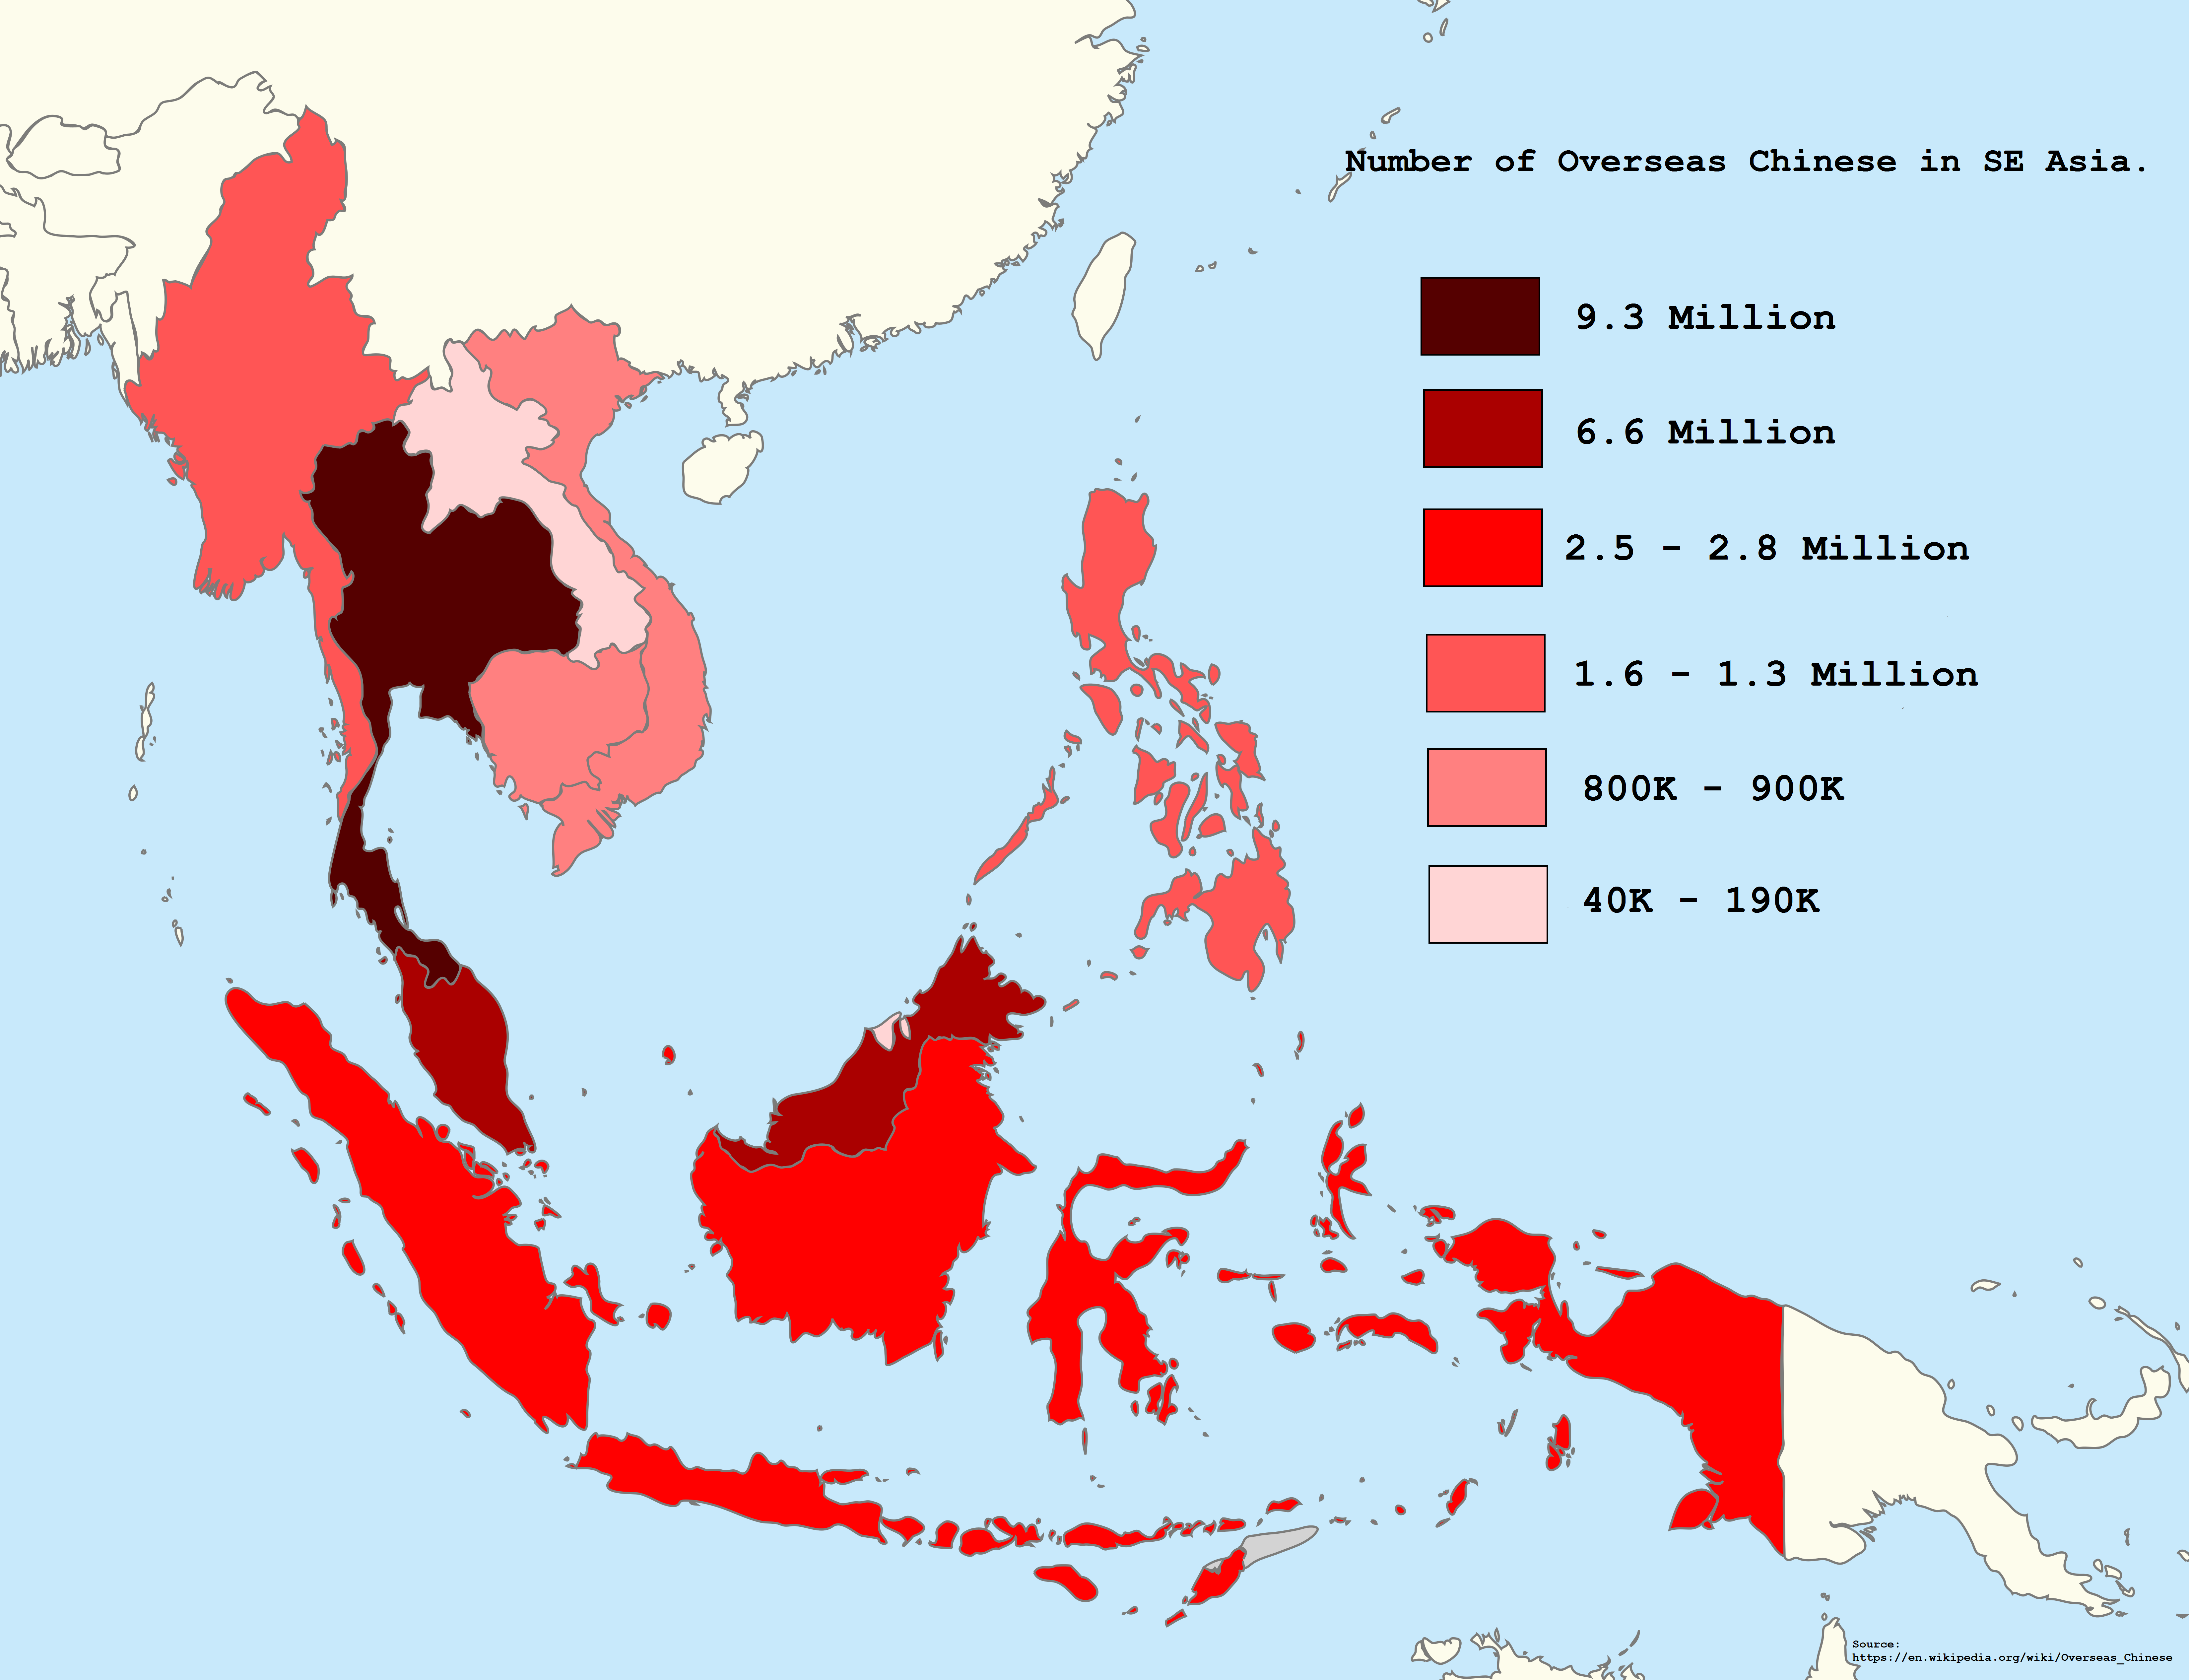 Number of Overseas Chinese in SE Asia.
9.3 Million
6.6 Million
2.5 - 2.8 Million
1.6 - 1.3 Million
800K - 900K
40K - 190K
Source:
https://en.wikipedia.org/wiki/Overseas_Chinese